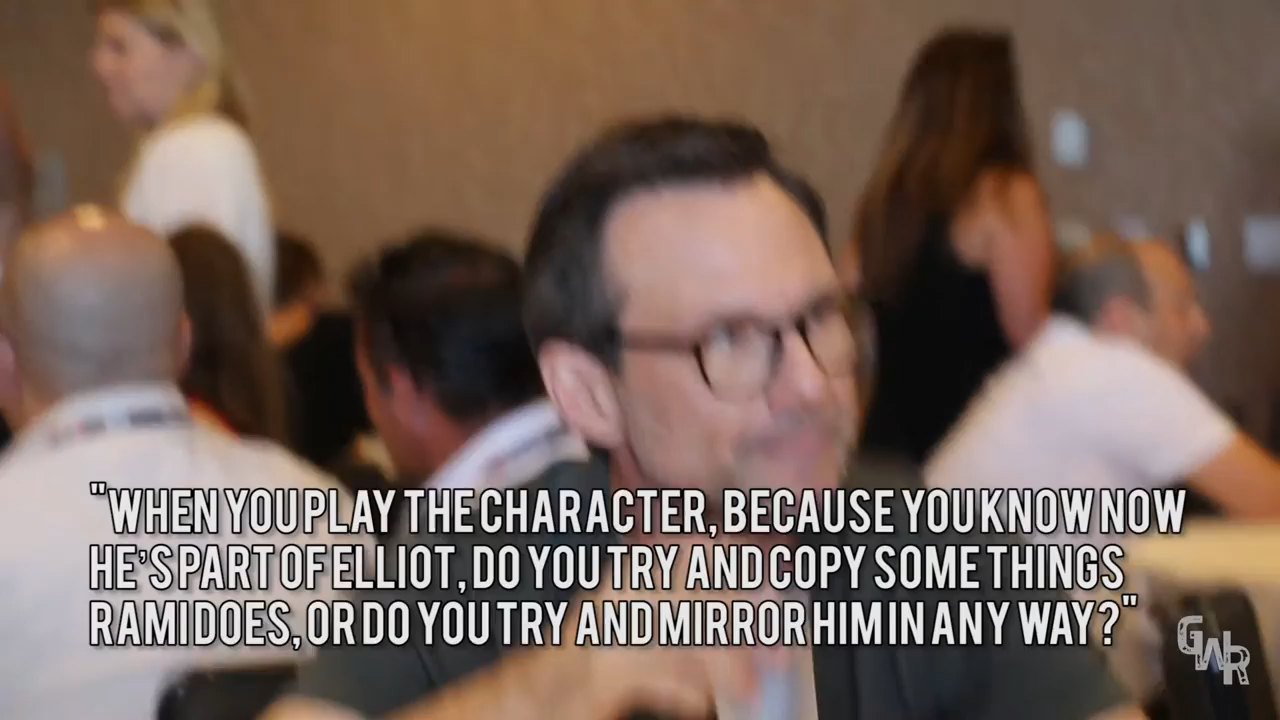 "WHEN YOU PLAY THE CHARACTER, BECAUSE YOU KNOW NOW
HE'S PART OF ELLIOT, DO YOU TRY AND COPY SOME THINGS
RAMI DOES, OR DO YOU TRY AND MIRROR HIM IN ANY WAY?"
GWR